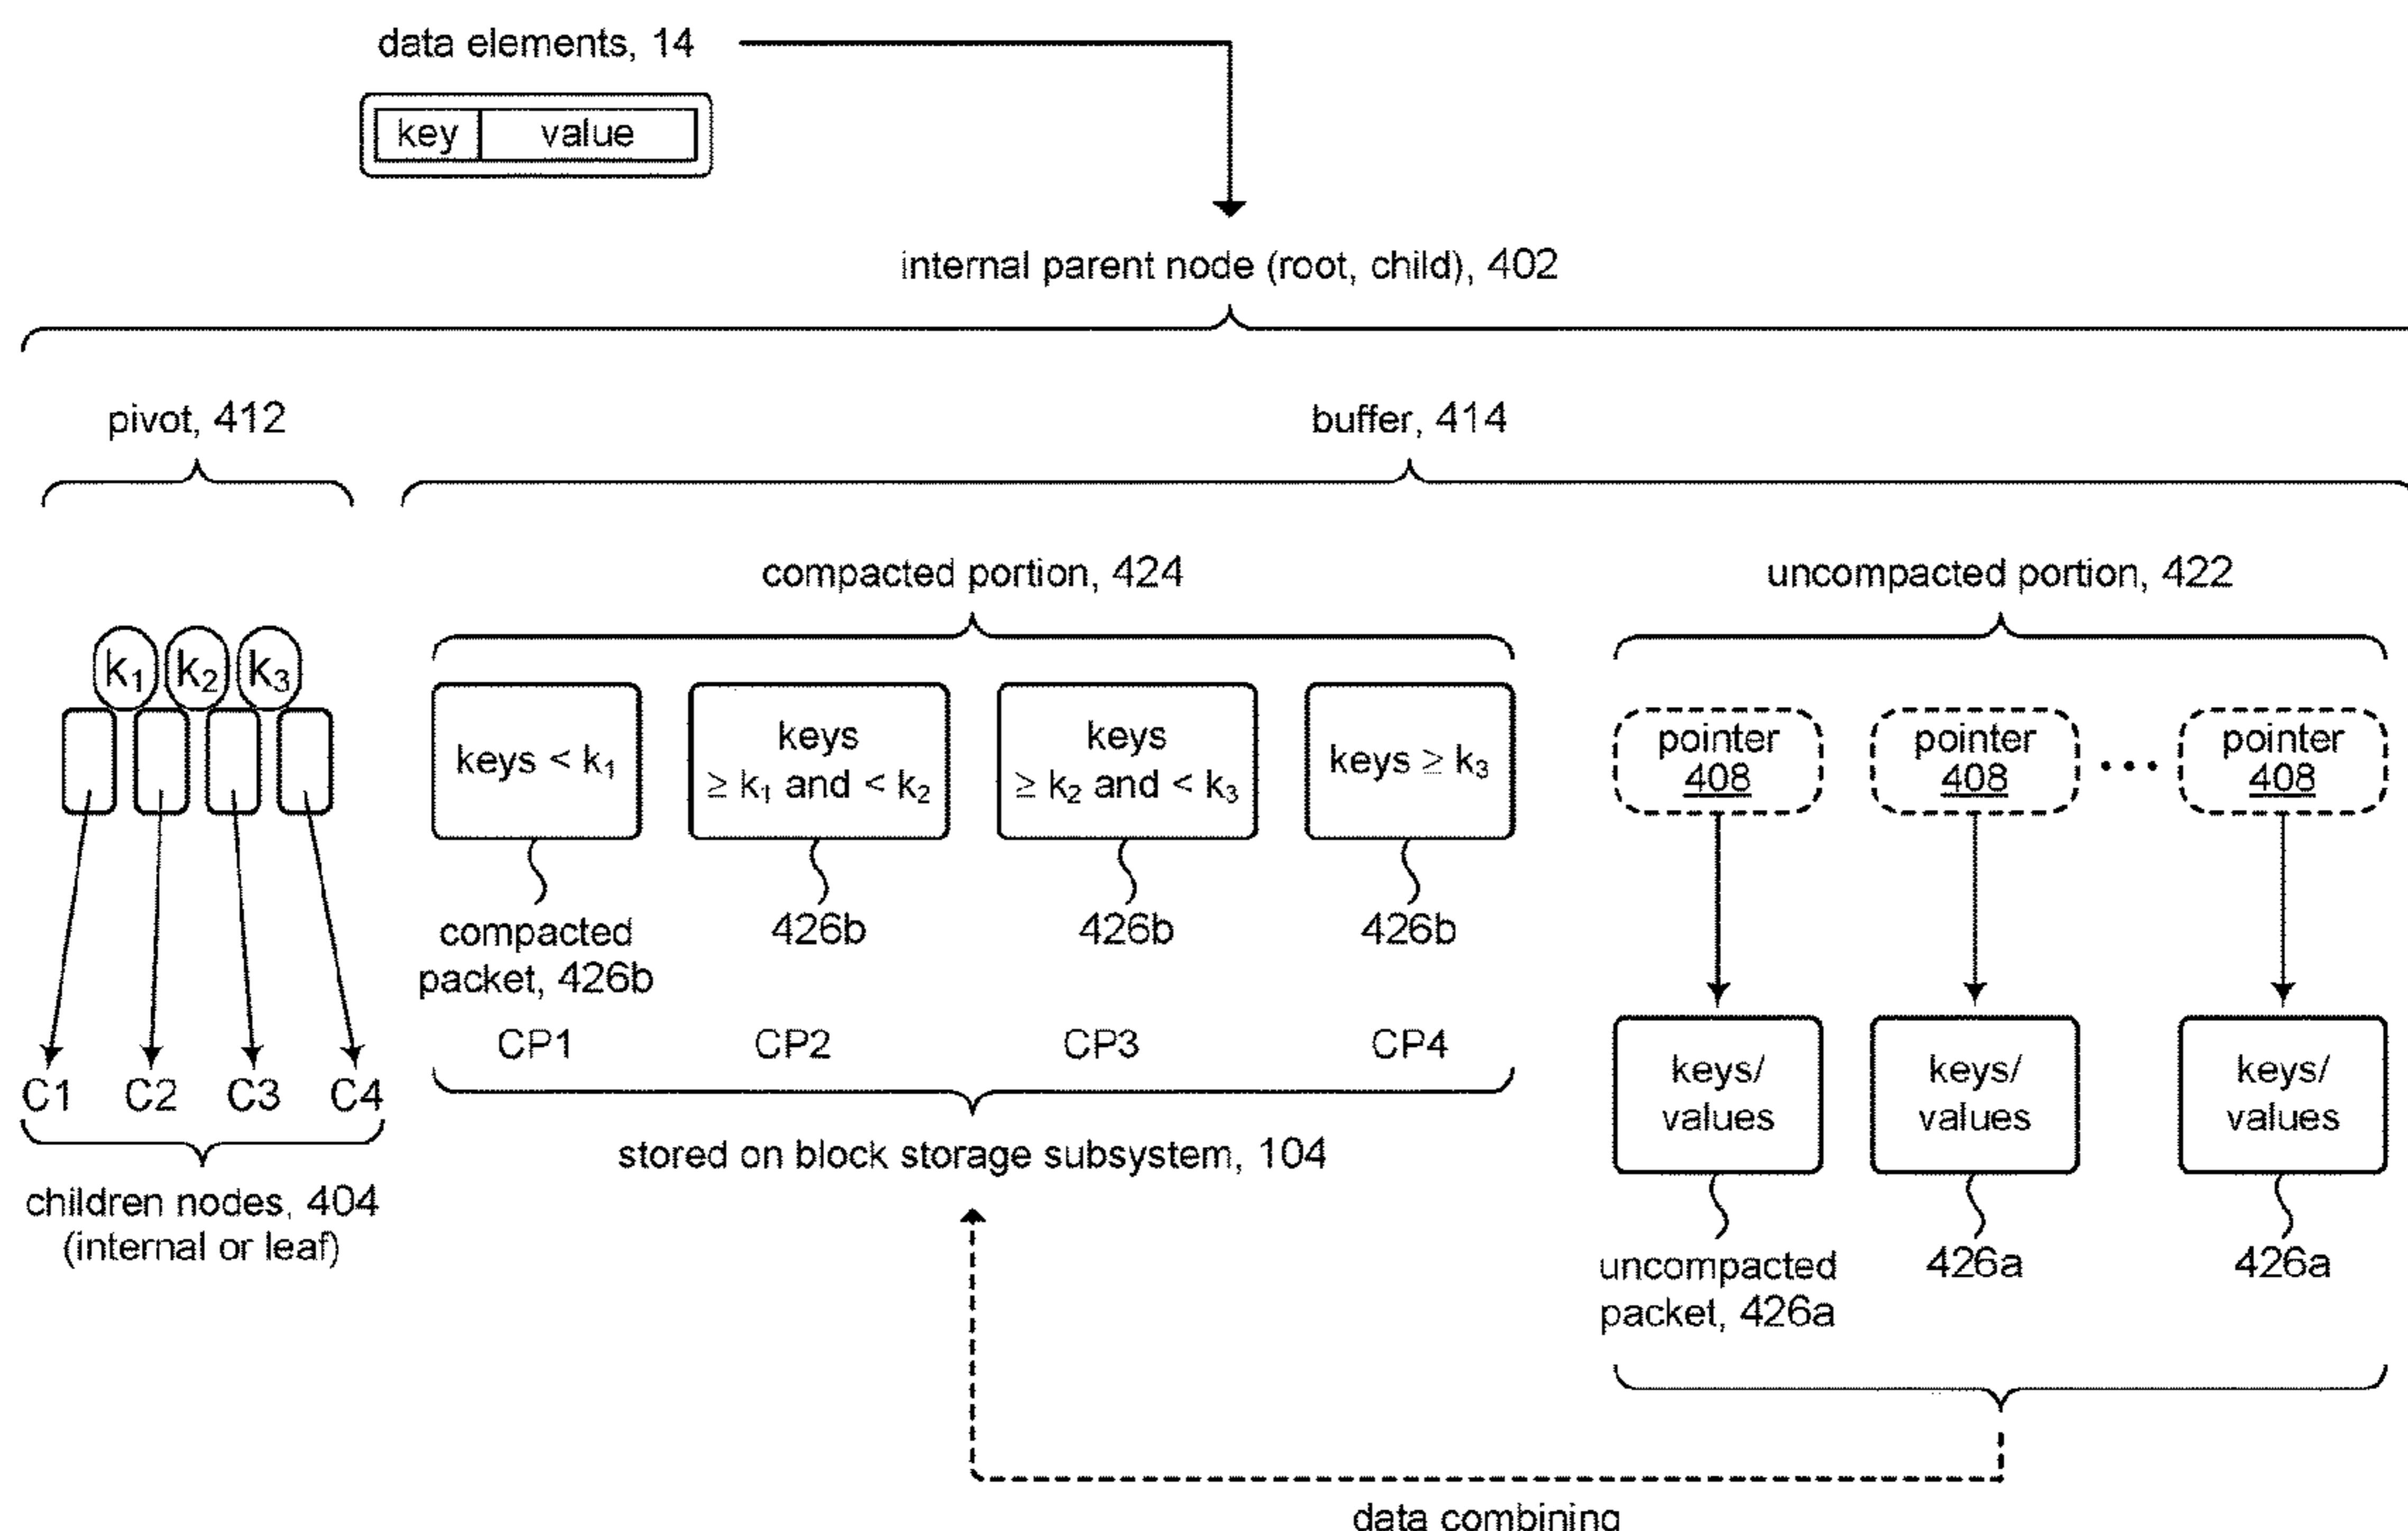 data elements, 14
key value
internal parent node (root, child), 402
pivot, 412
buffer, 414
compacted portion, 424
uncompacted portion, 422
k₁ k₂ k₃
keys < k₁
keys
≥ k₁ and < k₂
keys
≥ k₂ and < k₃
keys ≥ k₃
pointer
408
pointer
408
•••
pointer
408
compacted
packet, 426b
426b
426b
426b
CP1 CP2 CP3 CP4
C1 C2 C3 C4
keys/
values
keys/
values
keys/
values
stored on block storage subsystem, 104
children nodes, 404
(internal or leaf)
uncompacted
packet, 426a
426a
426a
data combining